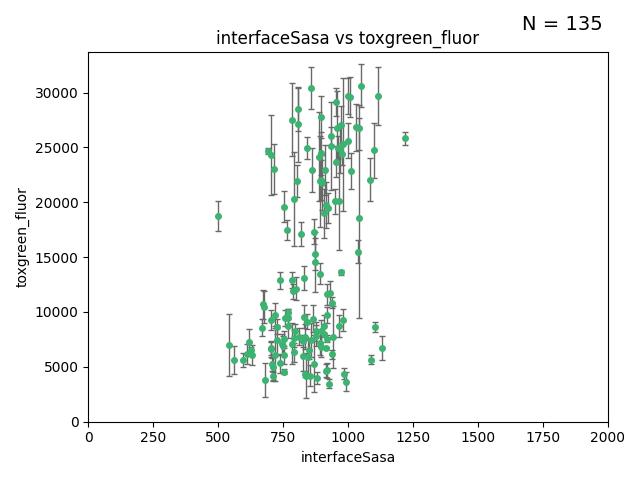 N = 135
interfaceSasa vs toxgreen_fluor
toxgreen_fluor
30000
25000
20000
15000
10000
5000
0
0 250 500 750 1000 1250 1500 1750 2000
interfaceSasa